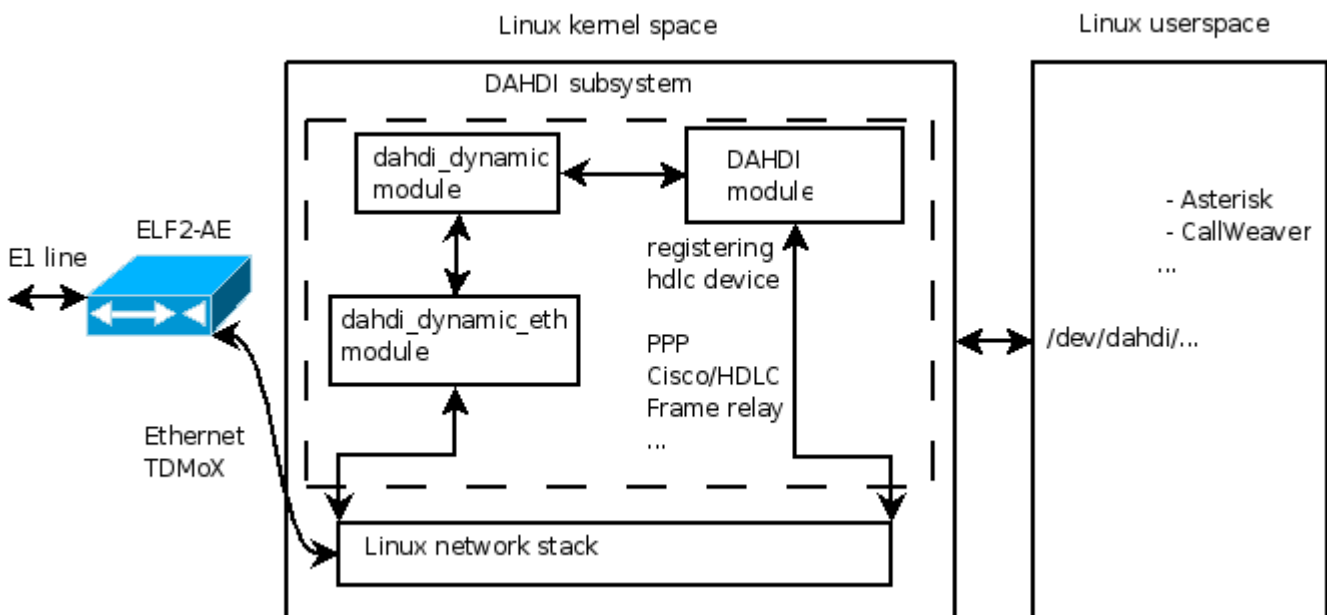 Linux kernel space
Linux userspace
DAHDI subsystem
dahdi_dynamic
module
DAHDI
module
- Asterisk
- CallWeaver
...
ELF2-AE
E1 line
registering
hdlc device
dahdi_dynamic_eth
module
PPP
Cisco/HDLC
Frame relay
...
/dev/dahdi/...
Ethernet
TDMoX
Linux network stack